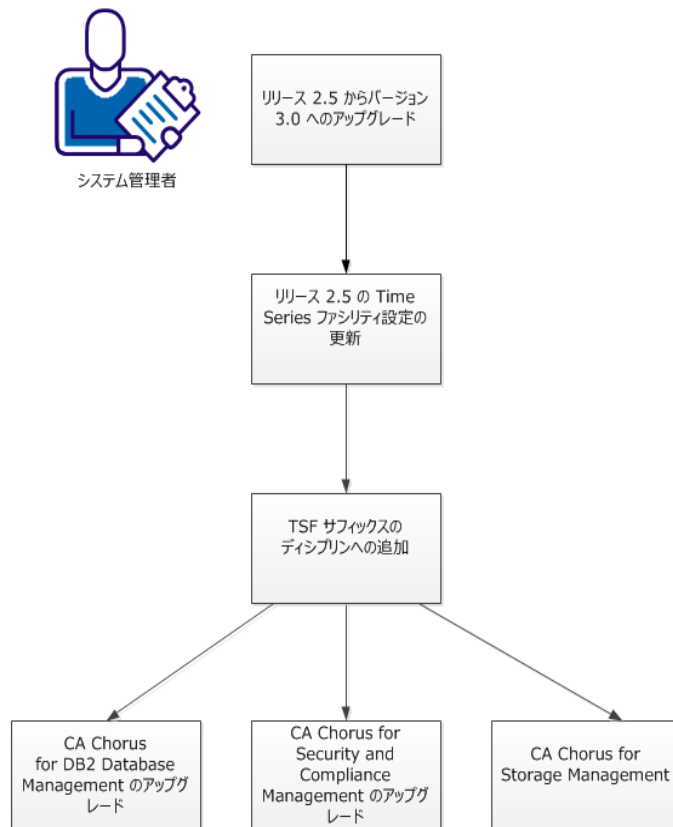 システム管理者
リリース 2.5 からバージョン
3.0 へのアップグレード
リリース 2.5 の Time
Series ファシリティ設定の
更新
TSF サフィックスの
ディシプリンへの追加
CA Chorus
for DB2 Database
Management のアップグ
レード
CA Chorus for
Security and
Compliance
Management のアップグ
レード
CA Chorus for
Storage Management